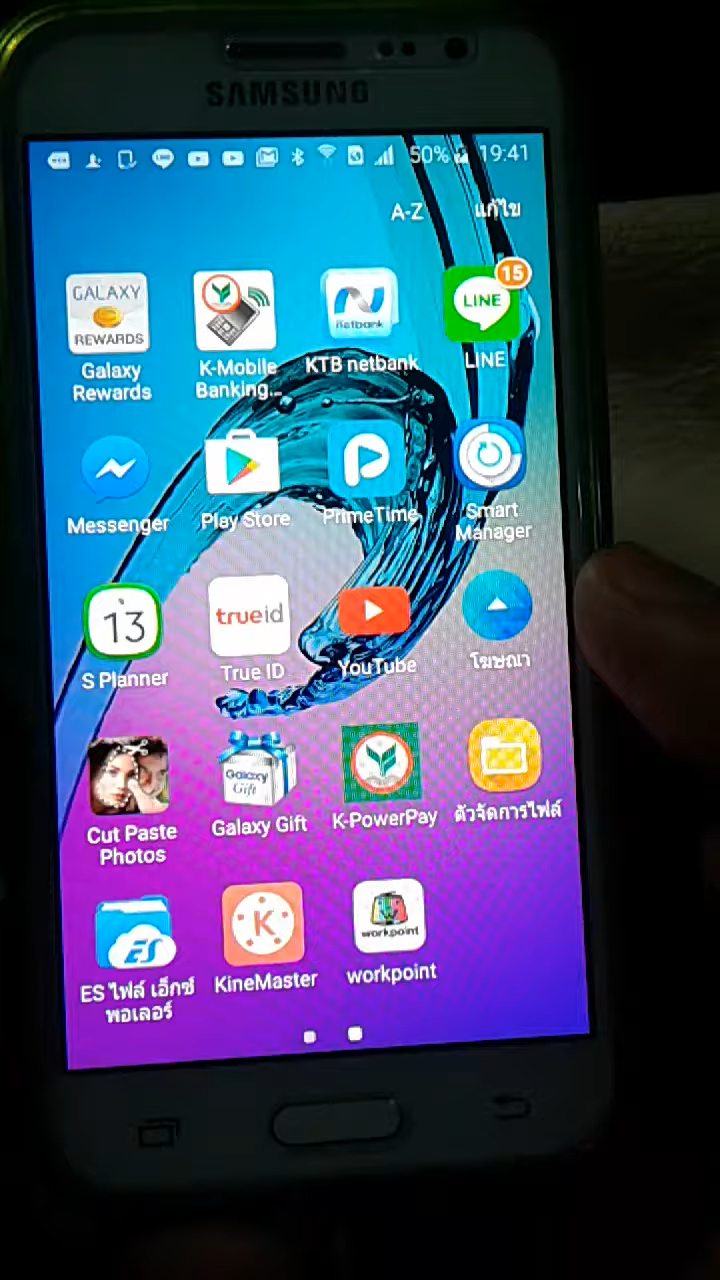 SAMSUNG
50% 19:41
A-Z แก้ไข
GALAXY
REWARDS
Galaxy
Rewards
K-Mobile
Banking...
netbank
KTB netbank
15
LINE
LINE
Messenger
Play Store
PrimeTime
Smart
Manager
13
S Planner
trueid
True ID
YouTube
โฆษณา
Cut Paste
Photos
Galaxy
Gift
Galaxy Gift
K-PowerPay
ตัวจัดการไฟล์
ES
ES ไฟล์ เอ็กซ์
พอเลอร์
K
KineMaster
workpoint
workpoint